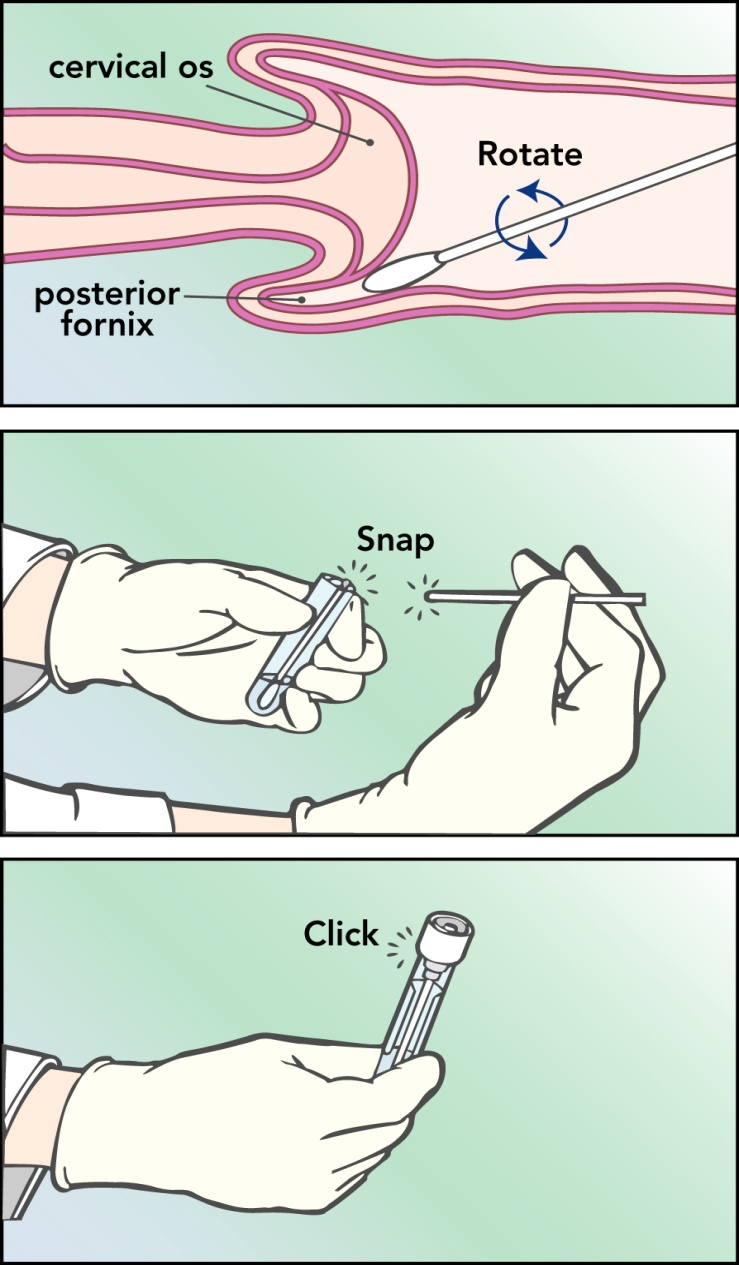 cervical os
Rotate
posterior
fornix
Snap
Click